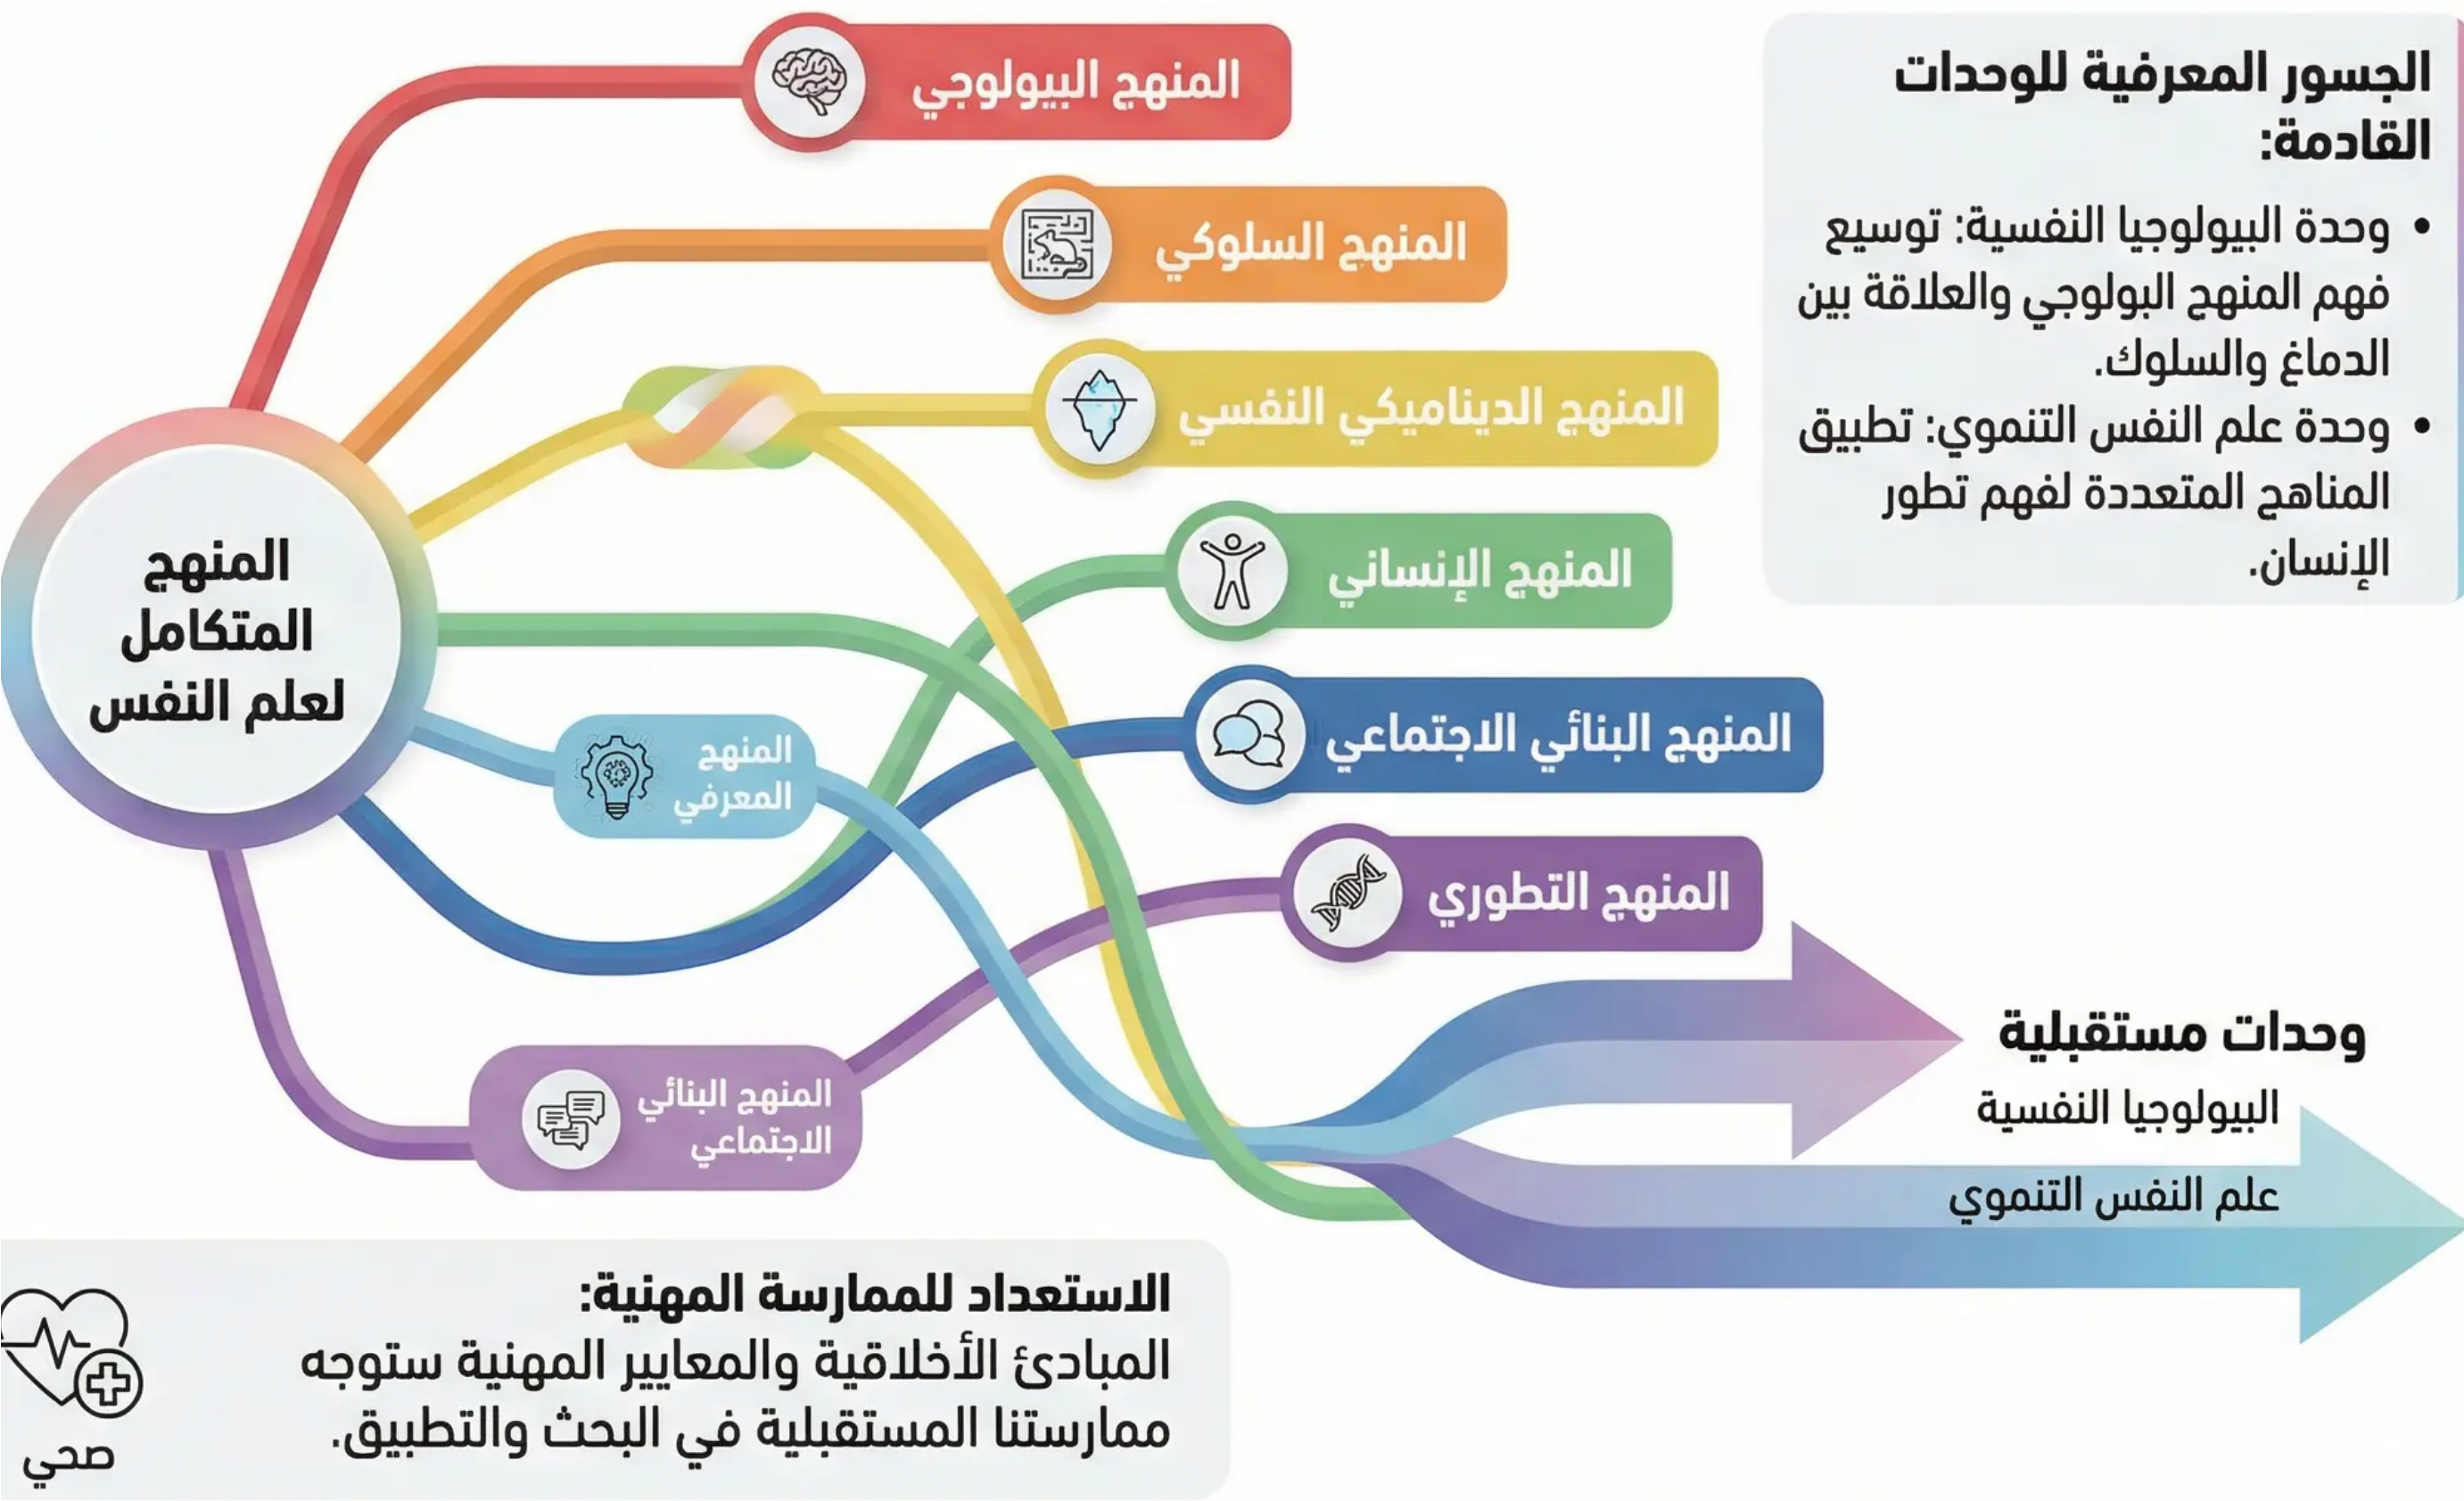 الجسور المعرفية للوحدات
القادمة:
• وحدة البيولوجيا النفسية: توسيع
فهم المنهج البولوجي والعلاقة بين
الدماغ والسلوك.
• وحدة علم النفس التنموي: تطبيق
المناهج المتعددة لفهم تطور
الإنسان.
المنهج البيولوجي
المنهج السلوكي
المنهج الديناميكي النفسي
المنهج الإنساني
المنهج البنائي الاجتماعي
المنهج التطوري
المنهج
المتكامل
لعلم النفس
المنهج
المعرفي
المنهج البنائي
الاجتماعي
وحدات مستقبلية
البيولوجيا النفسية
علم النفس التنموي
الاستعداد للممارسة المهنية:
المبادئ الأخلاقية والمعايير المهنية ستوجه
ممارستنا المستقبلية في البحث والتطبيق.
صحي